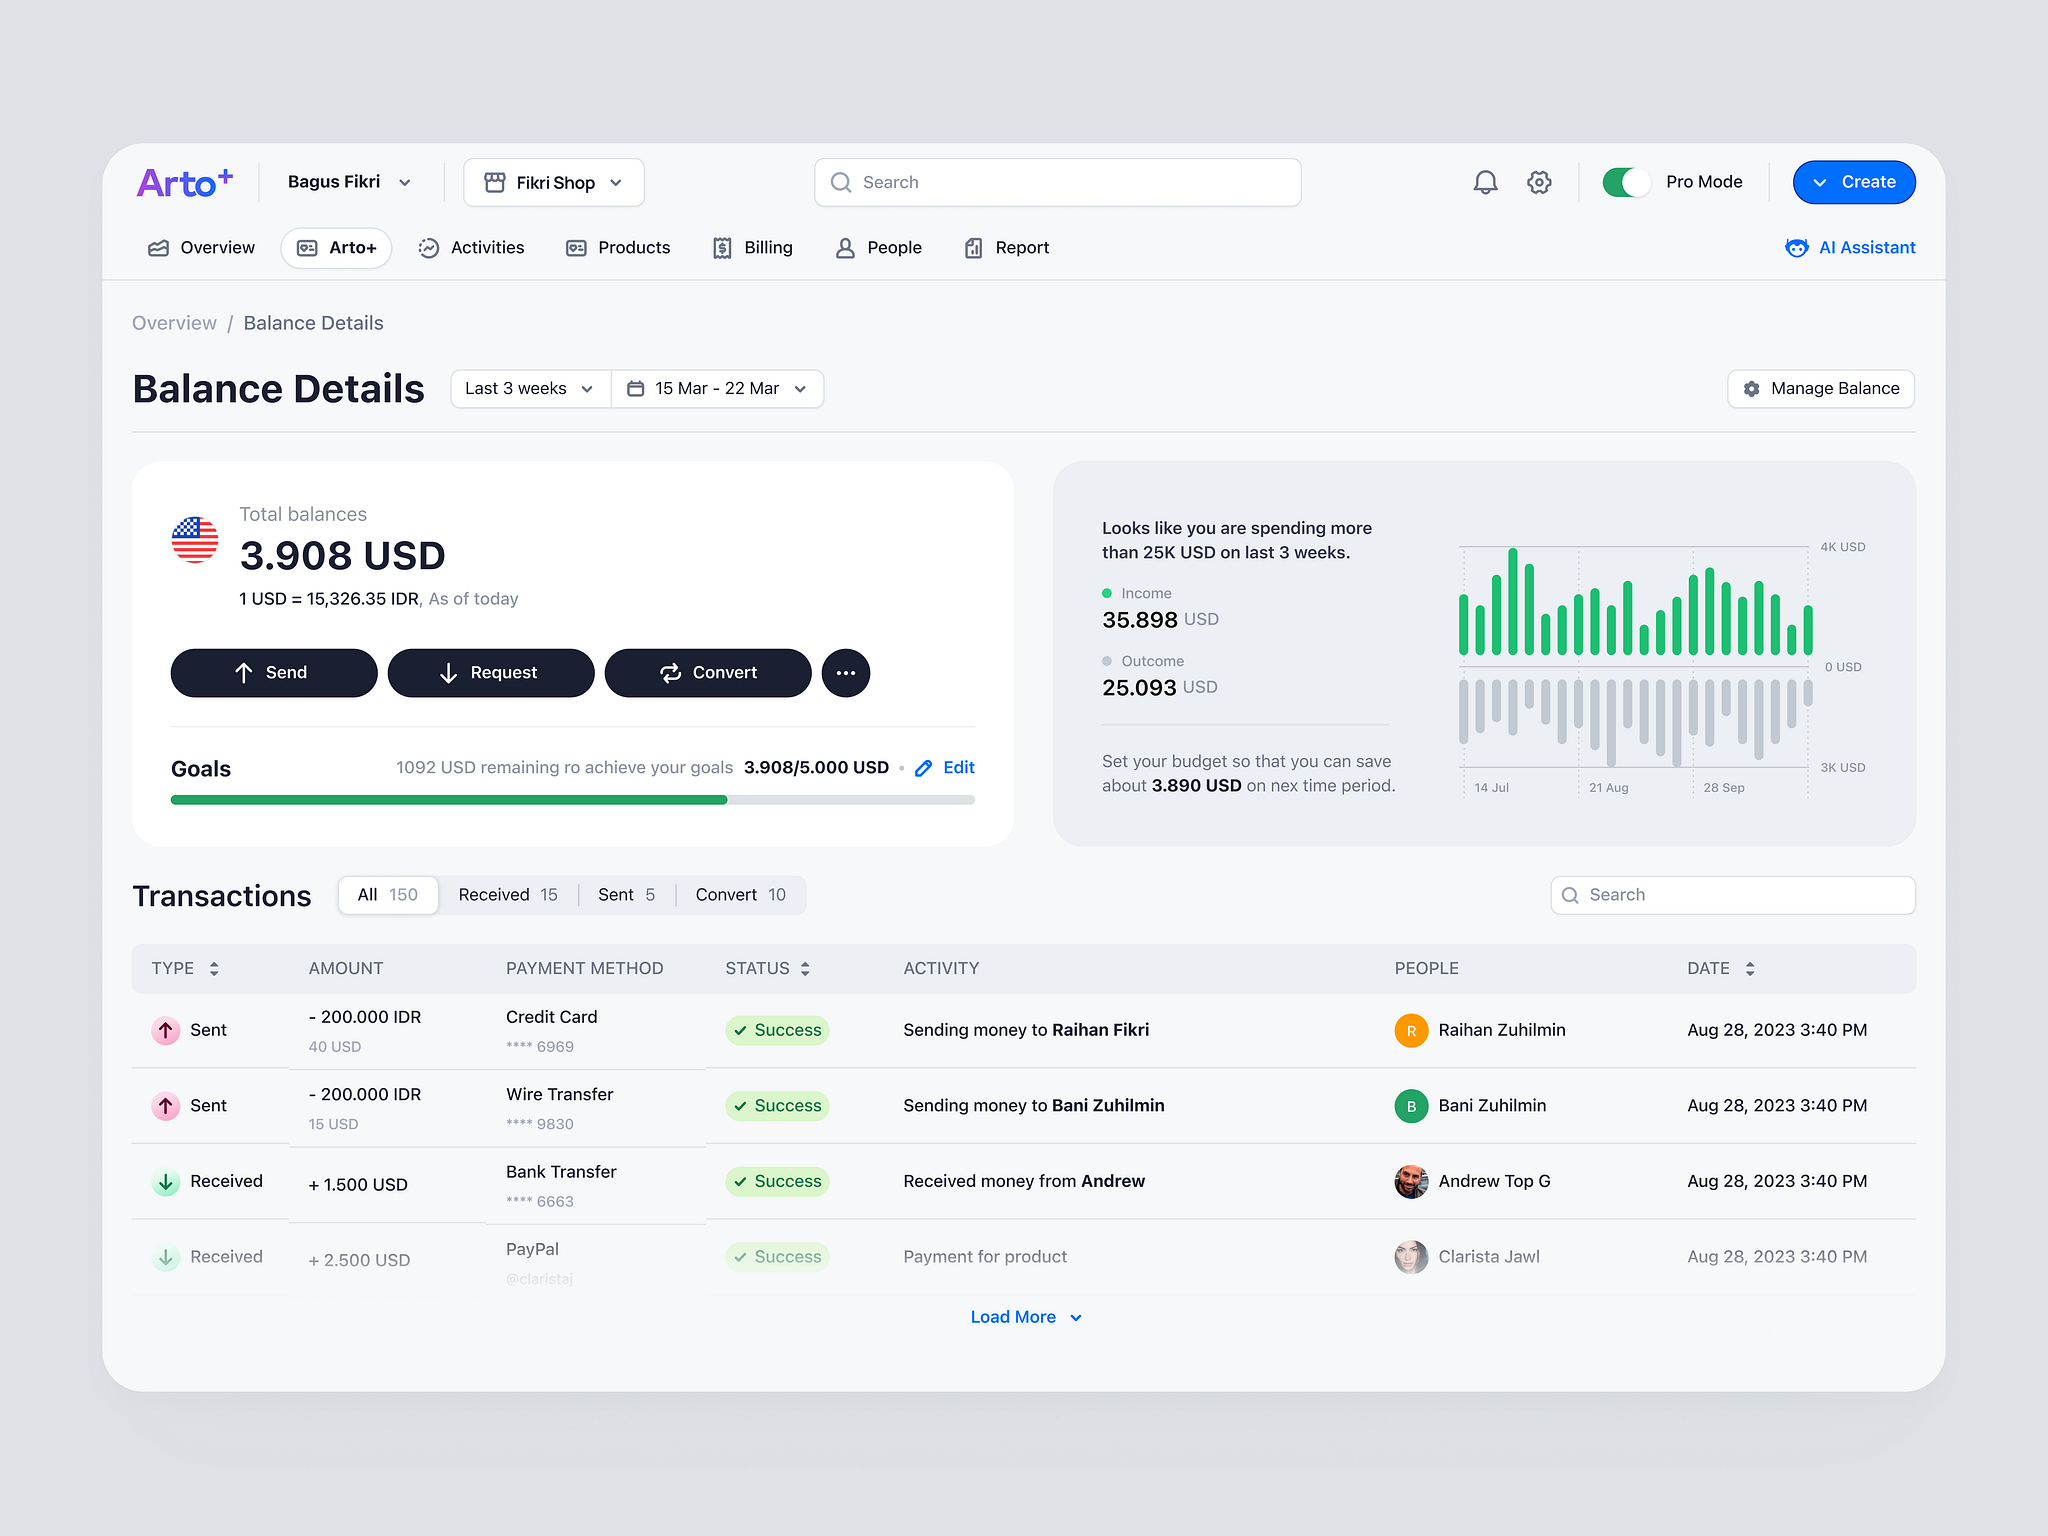 Arto+
Bagus Fikri
Fikri Shop
Search
Pro Mode
Create
Overview
Arto+
Activities
Products
Billing
People
Report
AI Assistant
Overview / Balance Details
Balance Details
Last 3 weeks
15 Mar - 22 Mar
Manage Balance
Total balances
3.908 USD
1 USD = 15,326.35 IDR, As of today
Send
Request
Convert
Goals
1092 USD remaining ro achieve your goals 3.908/5.000 USD • Edit
Looks like you are spending more
than 25K USD on last 3 weeks.
Income
35.898 USD
Outcome
25.093 USD
Set your budget so that you can save
about 3.890 USD on nex time period.
4K USD
0 USD
3K USD
14 Jul
21 Aug
28 Sep
Transactions
All 150
Received 15
Sent 5
Convert 10
Search
TYPE
AMOUNT
PAYMENT METHOD
STATUS
ACTIVITY
PEOPLE
DATE
Sent
- 200.000 IDR
40 USD
Credit Card
**** 6969
Success
Sending money to Raihan Fikri
R
Raihan Zuhilmin
Aug 28, 2023 3:40 PM
Sent
- 200.000 IDR
15 USD
Wire Transfer
**** 9830
Success
Sending money to Bani Zuhilmin
B
Bani Zuhilmin
Aug 28, 2023 3:40 PM
Received
+ 1.500 USD
Bank Transfer
**** 6663
Success
Received money from Andrew
Andrew Top G
Aug 28, 2023 3:40 PM
Received
+ 2.500 USD
PayPal
@claristaj
Success
Payment for product
Clarista Jawl
Aug 28, 2023 3:40 PM
Load More